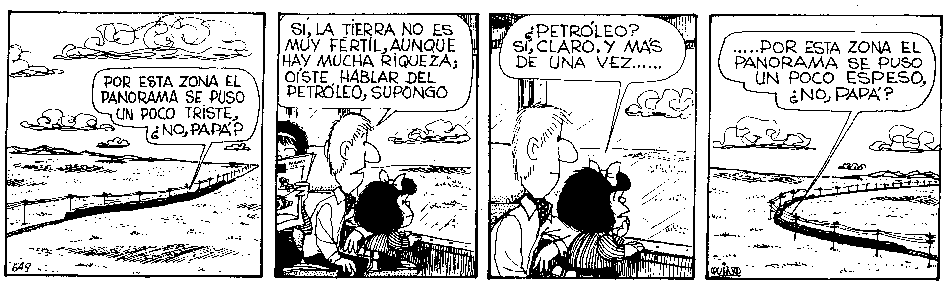 POR ESTA ZONA EL
PANORAMA SE PUSO
UN POCO TRISTE,
¿NO, PAPÁ?
649
SÍ, LA TIERRA NO ES
MUY FÉRTIL, AUNQUE
HAY MUCHA RIQUEZA;
OÍSTE HABLAR DEL
PETRÓLEO, SUPONGO
¿PETRÓLEO?
SÍ, CLARO. Y MÁS
DE UNA VEZ......
.....POR ESTA ZONA EL
PANORAMA SE PUSO
UN POCO ESPESO,
¿NO, PAPÁ?
QUINO